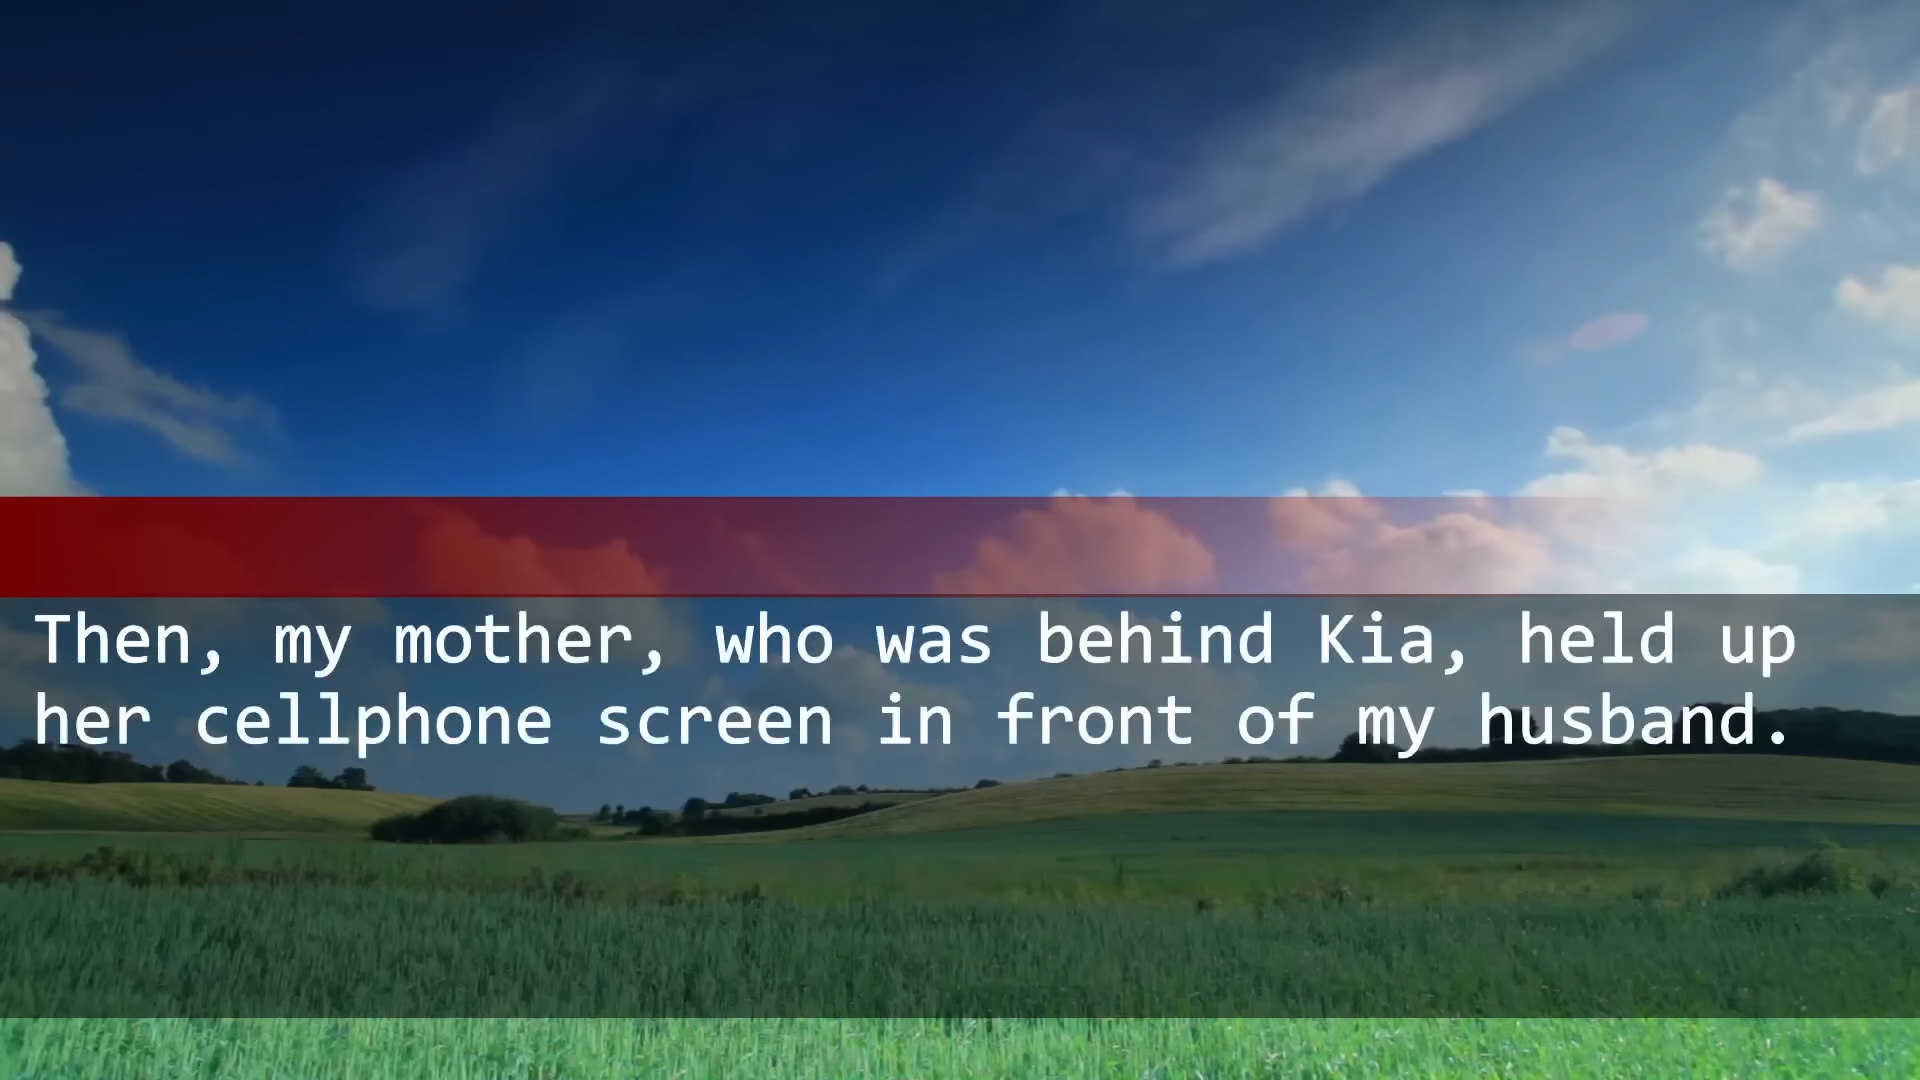 Then, my mother, who was behind Kia, held up
her cellphone screen in front of my husband.